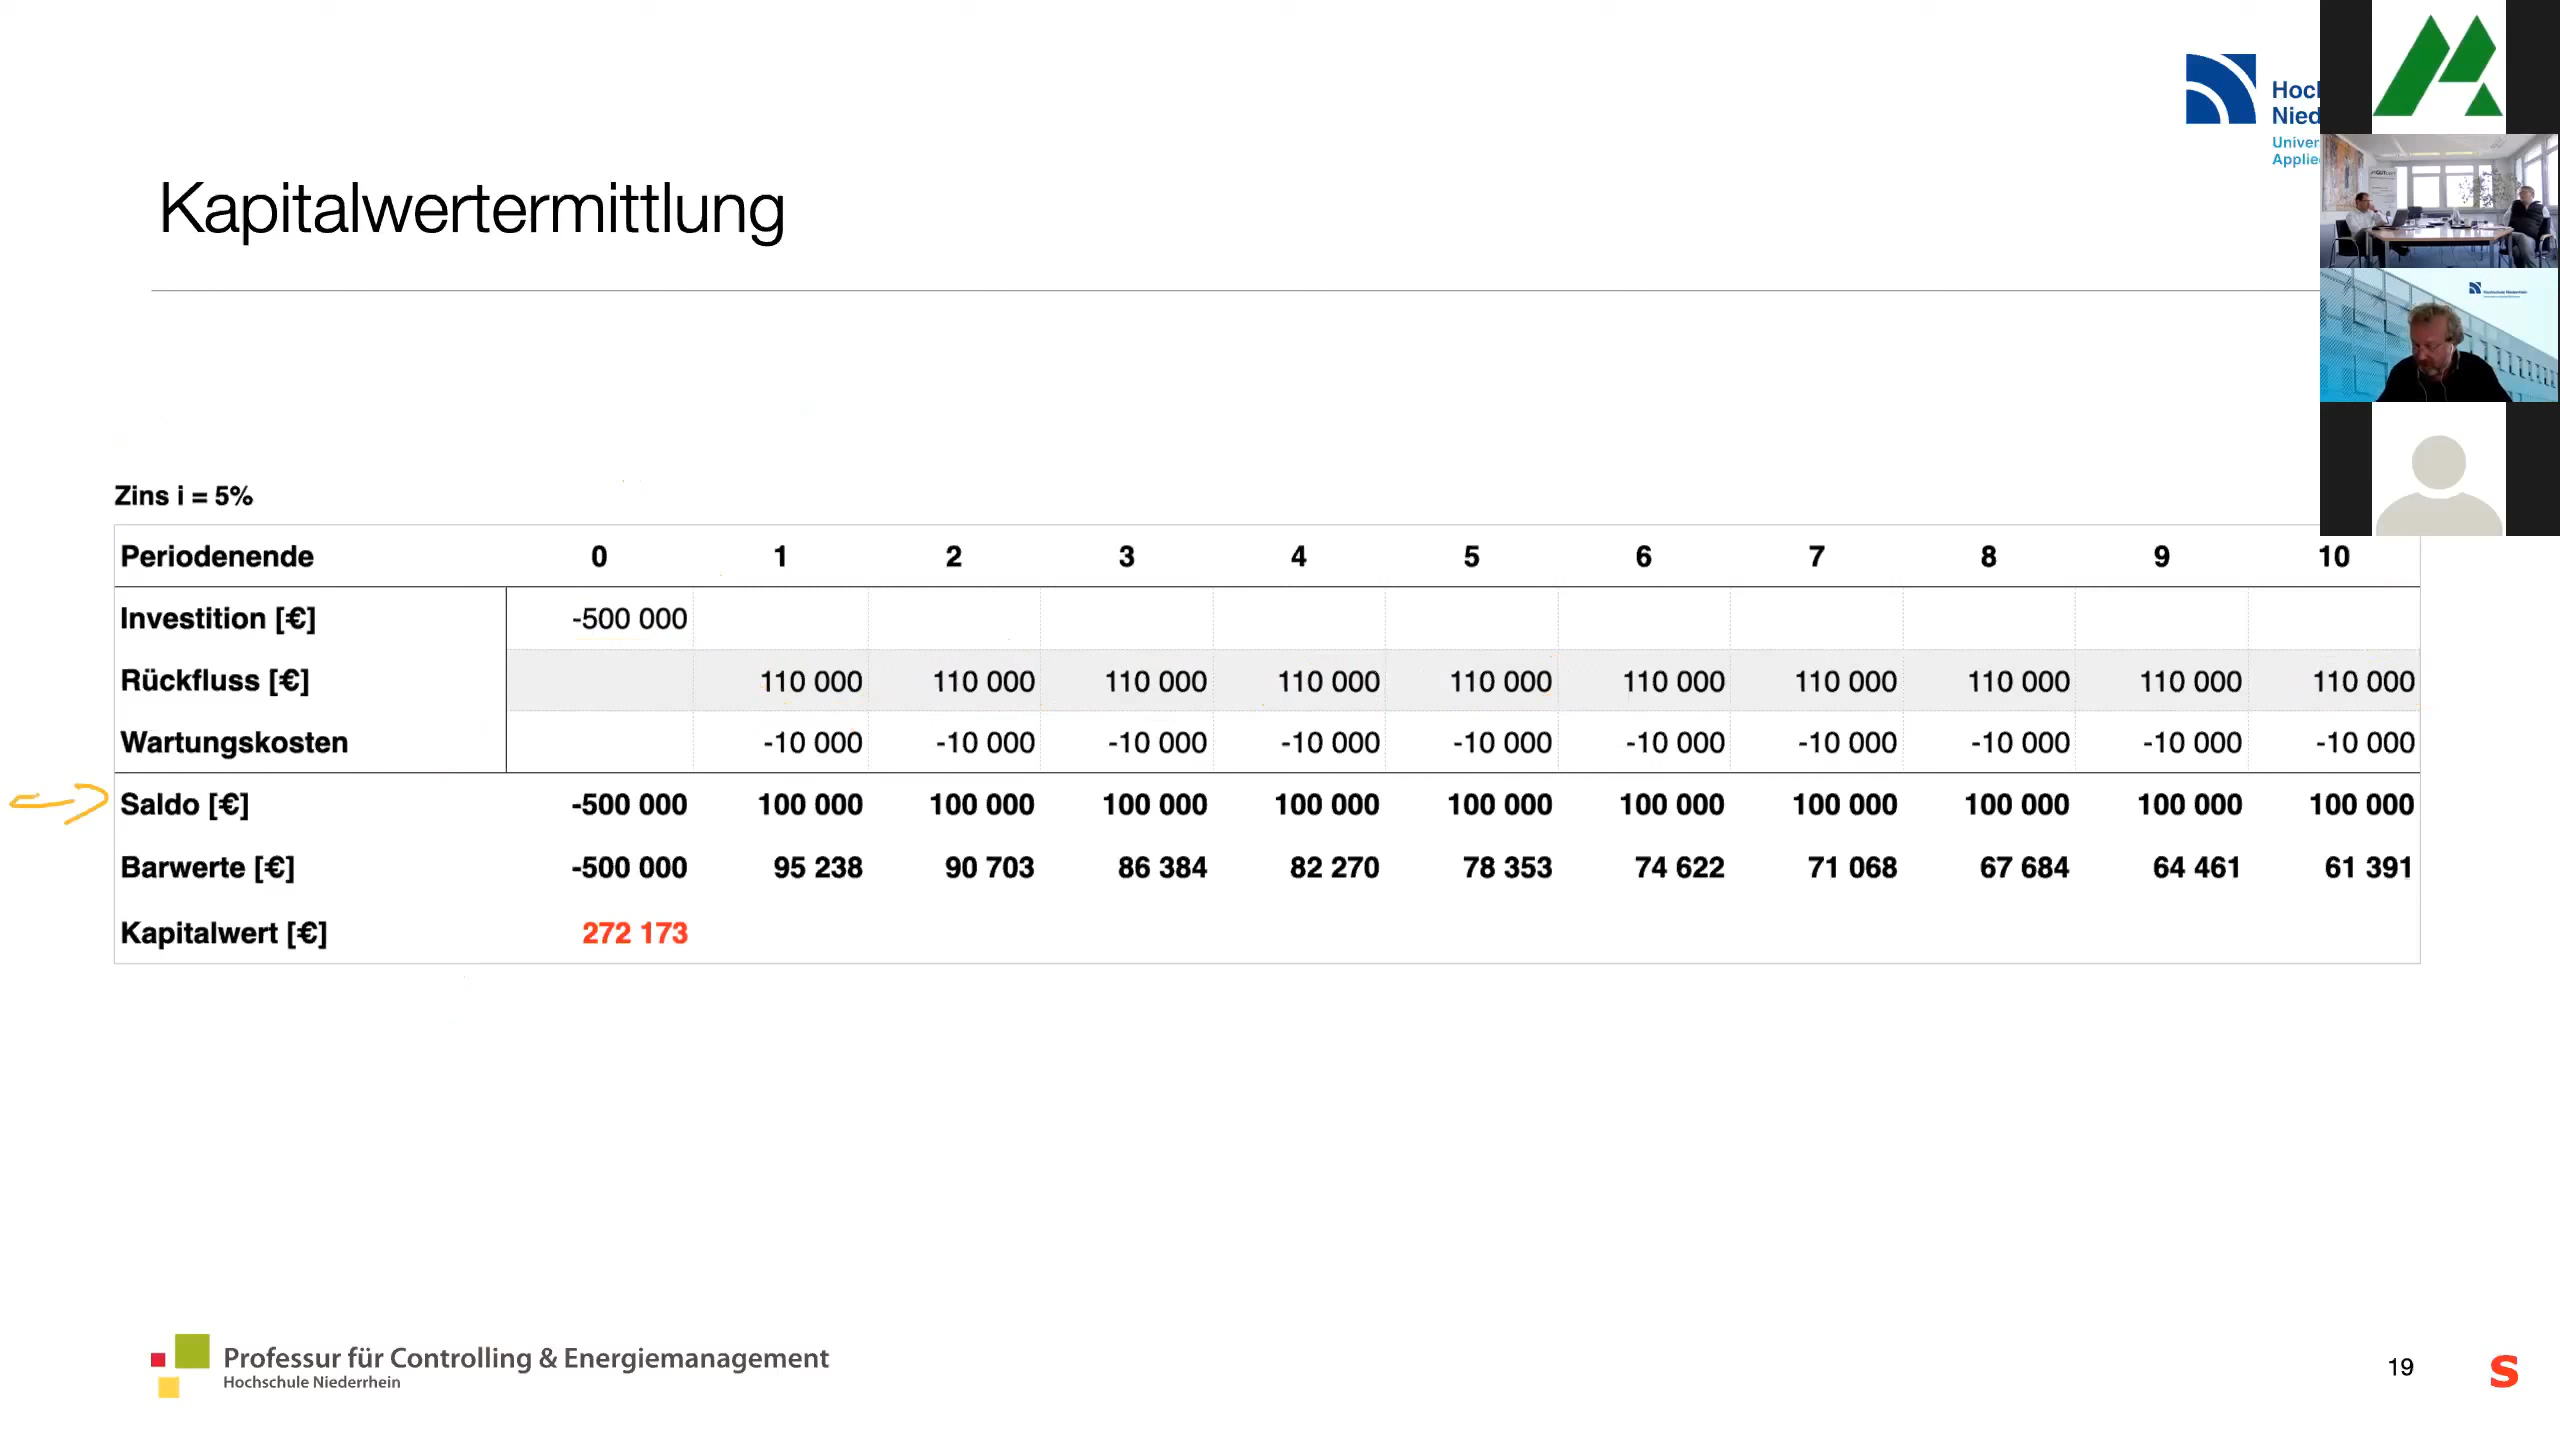 Hoc
Nied
Univer
Applie
Kapitalwertermittlung
Zins i = 5%
Periodenende 0 1 2 3 4 5 6 7 8 9 10
Investition [€] -500 000
Rückfluss [€] 110 000 110 000 110 000 110 000 110 000 110 000 110 000 110 000 110 000 110 000
Wartungskosten -10 000 -10 000 -10 000 -10 000 -10 000 -10 000 -10 000 -10 000 -10 000 -10 000
Saldo [€] -500 000 100 000 100 000 100 000 100 000 100 000 100 000 100 000 100 000 100 000 100 000
Barwerte [€] -500 000 95 238 90 703 86 384 82 270 78 353 74 622 71 068 67 684 64 461 61 391
Kapitalwert [€] 272 173
Professur für Controlling & Energiemanagement
Hochschule Niederrhein
19
S